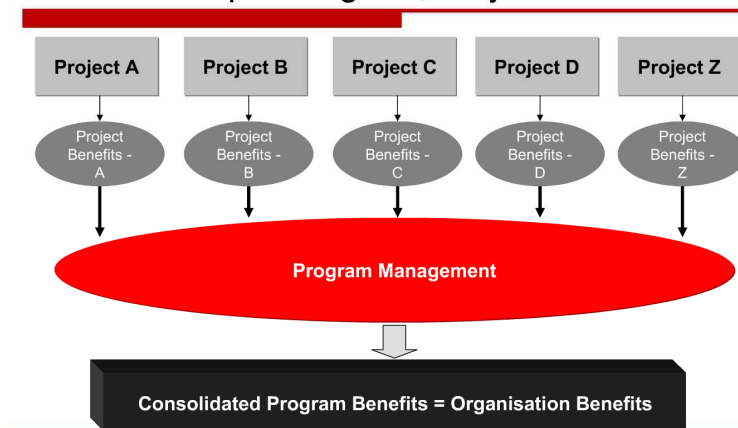 Project A
Project B
Project C
Project D
Project Z
Project
Benefits -
A
Project
Benefits -
B
Project
Benefits -
C
Project
Benefits -
D
Project
Benefits -
Z
Program Management
Consolidated Program Benefits = Organisation Benefits